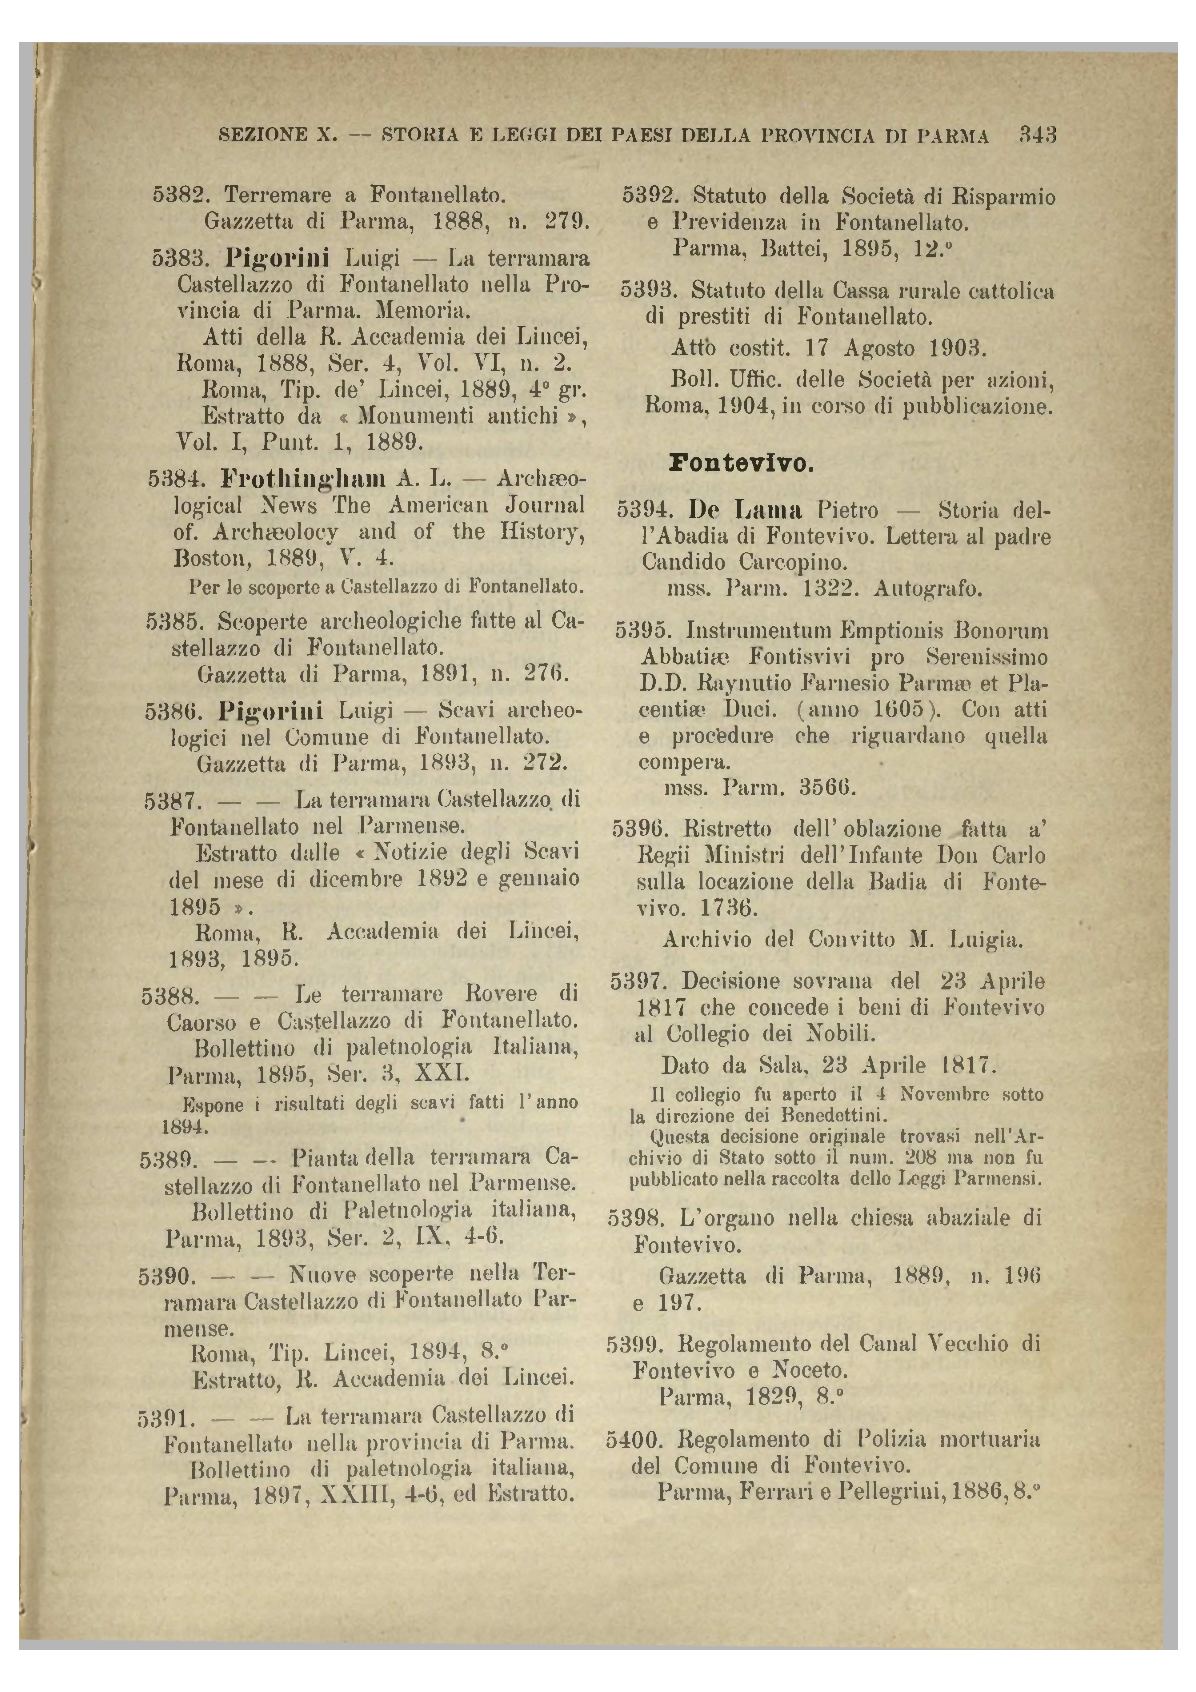 SEZIONE X. — STORIA E LEGGI DEI PAESI DELLA PROVINCIA DI PARMA 343
5382. Terremare a Fontanellato.
Gazzetta di Parma, 1888, n. 279.
5383. Pigorini Luigi — La terramara
Castellazzo di Fontanellato nella Pro-
vincia di Parma. Memoria.
Atti della R. Accademia dei Lincei,
Roma, 1888, Ser. 4, Vol. VI, n. 2.
Roma, Tip. de' Lincei, 1889, 4º gr.
Estratto da « Monumenti antichi »,
Vol. I, Punt. 1, 1889.
5384. Frothingham A. L. — Archæo-
logical News The American Journal
of. Archæolocy and of the History,
Boston, 1889, V. 4.
Per le scoperte a Castellazzo di Fontanellato.
5385. Scoperte archeologiche fatte al Ca-
stellazzo di Fontanellato.
Gazzetta di Parma, 1891, n. 276.
5386. Pigorini Luigi — Scavi archeo-
logici nel Comune di Fontanellato.
Gazzetta di Parma, 1893, n. 272.
5387. — — La terramara Castellazzo di
Fontanellato nel Parmense.
Estratto dalle « Notizie degli Scavi
del mese di dicembre 1892 e gennaio
1895 ».
Roma, R. Accademia dei Lincei,
1893, 1895.
5388. — — Le terramare Rovere di
Caorso e Castellazzo di Fontanellato.
Bollettino di paletnologia Italiana,
Parma, 1895, Ser. 3, XXI.
Espone i risultati degli scavi fatti l'anno
1894.
5389. — — Pianta della terramara Ca-
stellazzo di Fontanellato nel Parmense.
Bollettino di Paletnologia italiana,
Parma, 1893, Ser. 2, IX, 4-6.
5390. — — Nuove scoperte nella Ter-
ramara Castellazzo di Fontanellato Par-
mense.
Roma, Tip. Lincei, 1894, 8.º
Estratto, R. Accademia dei Lincei.
5391. — — La terramara Castellazzo di
Fontanellato nella provincia di Parma.
Bollettino di paletnologia italiana,
Parma, 1897, XXIII, 4-6, ed Estratto.
5392. Statuto della Società di Risparmio
e Previdenza in Fontanellato.
Parma, Battei, 1895, 12.º
5393. Statuto della Cassa rurale cattolica
di prestiti di Fontanellato.
Atto costit. 17 Agosto 1903.
Boll. Uffic. delle Società per azioni,
Roma, 1904, in corso di pubblicazione.
Fontevivo.
5394. De Lama Pietro — Storia del-
l'Abadia di Fontevivo. Lettera al padre
Candido Carcopino.
mss. Parm. 1322. Autografo.
5395. Instrumentum Emptionis Bonorum
Abbatiæ Fontisvivi pro Serenissimo
D.D. Raynutio Farnesio Parmæ et Pla-
centiæ Duci. (anno 1605). Con atti
e procedure che riguardano quella
compera.
mss. Parm. 3566.
5396. Ristretto dell' oblazione fatta a'
Regii Ministri dell'Infante Don Carlo
sulla locazione della Badia di Fonte-
vivo. 1736.
Archivio del Convitto M. Luigia.
5397. Decisione sovrana del 23 Aprile
1817 che concede i beni di Fontevivo
al Collegio dei Nobili.
Dato da Sala, 23 Aprile 1817.
Il collegio fu aperto il 4 Novembre sotto
la direzione dei Benedettini.
Questa decisione originale trovasi nell'Ar-
chivio di Stato sotto il num. 208 ma non fu
pubblicato nella raccolta delle Leggi Parmensi.
5398. L'organo nella chiesa abaziale di
Fontevivo.
Gazzetta di Parma, 1889, n. 196
e 197.
5399. Regolamento del Canal Vecchio di
Fontevivo e Noceto.
Parma, 1829, 8.º
5400. Regolamento di Polizia mortuaria
del Comune di Fontevivo.
Parma, Ferrari e Pellegrini, 1886, 8.º